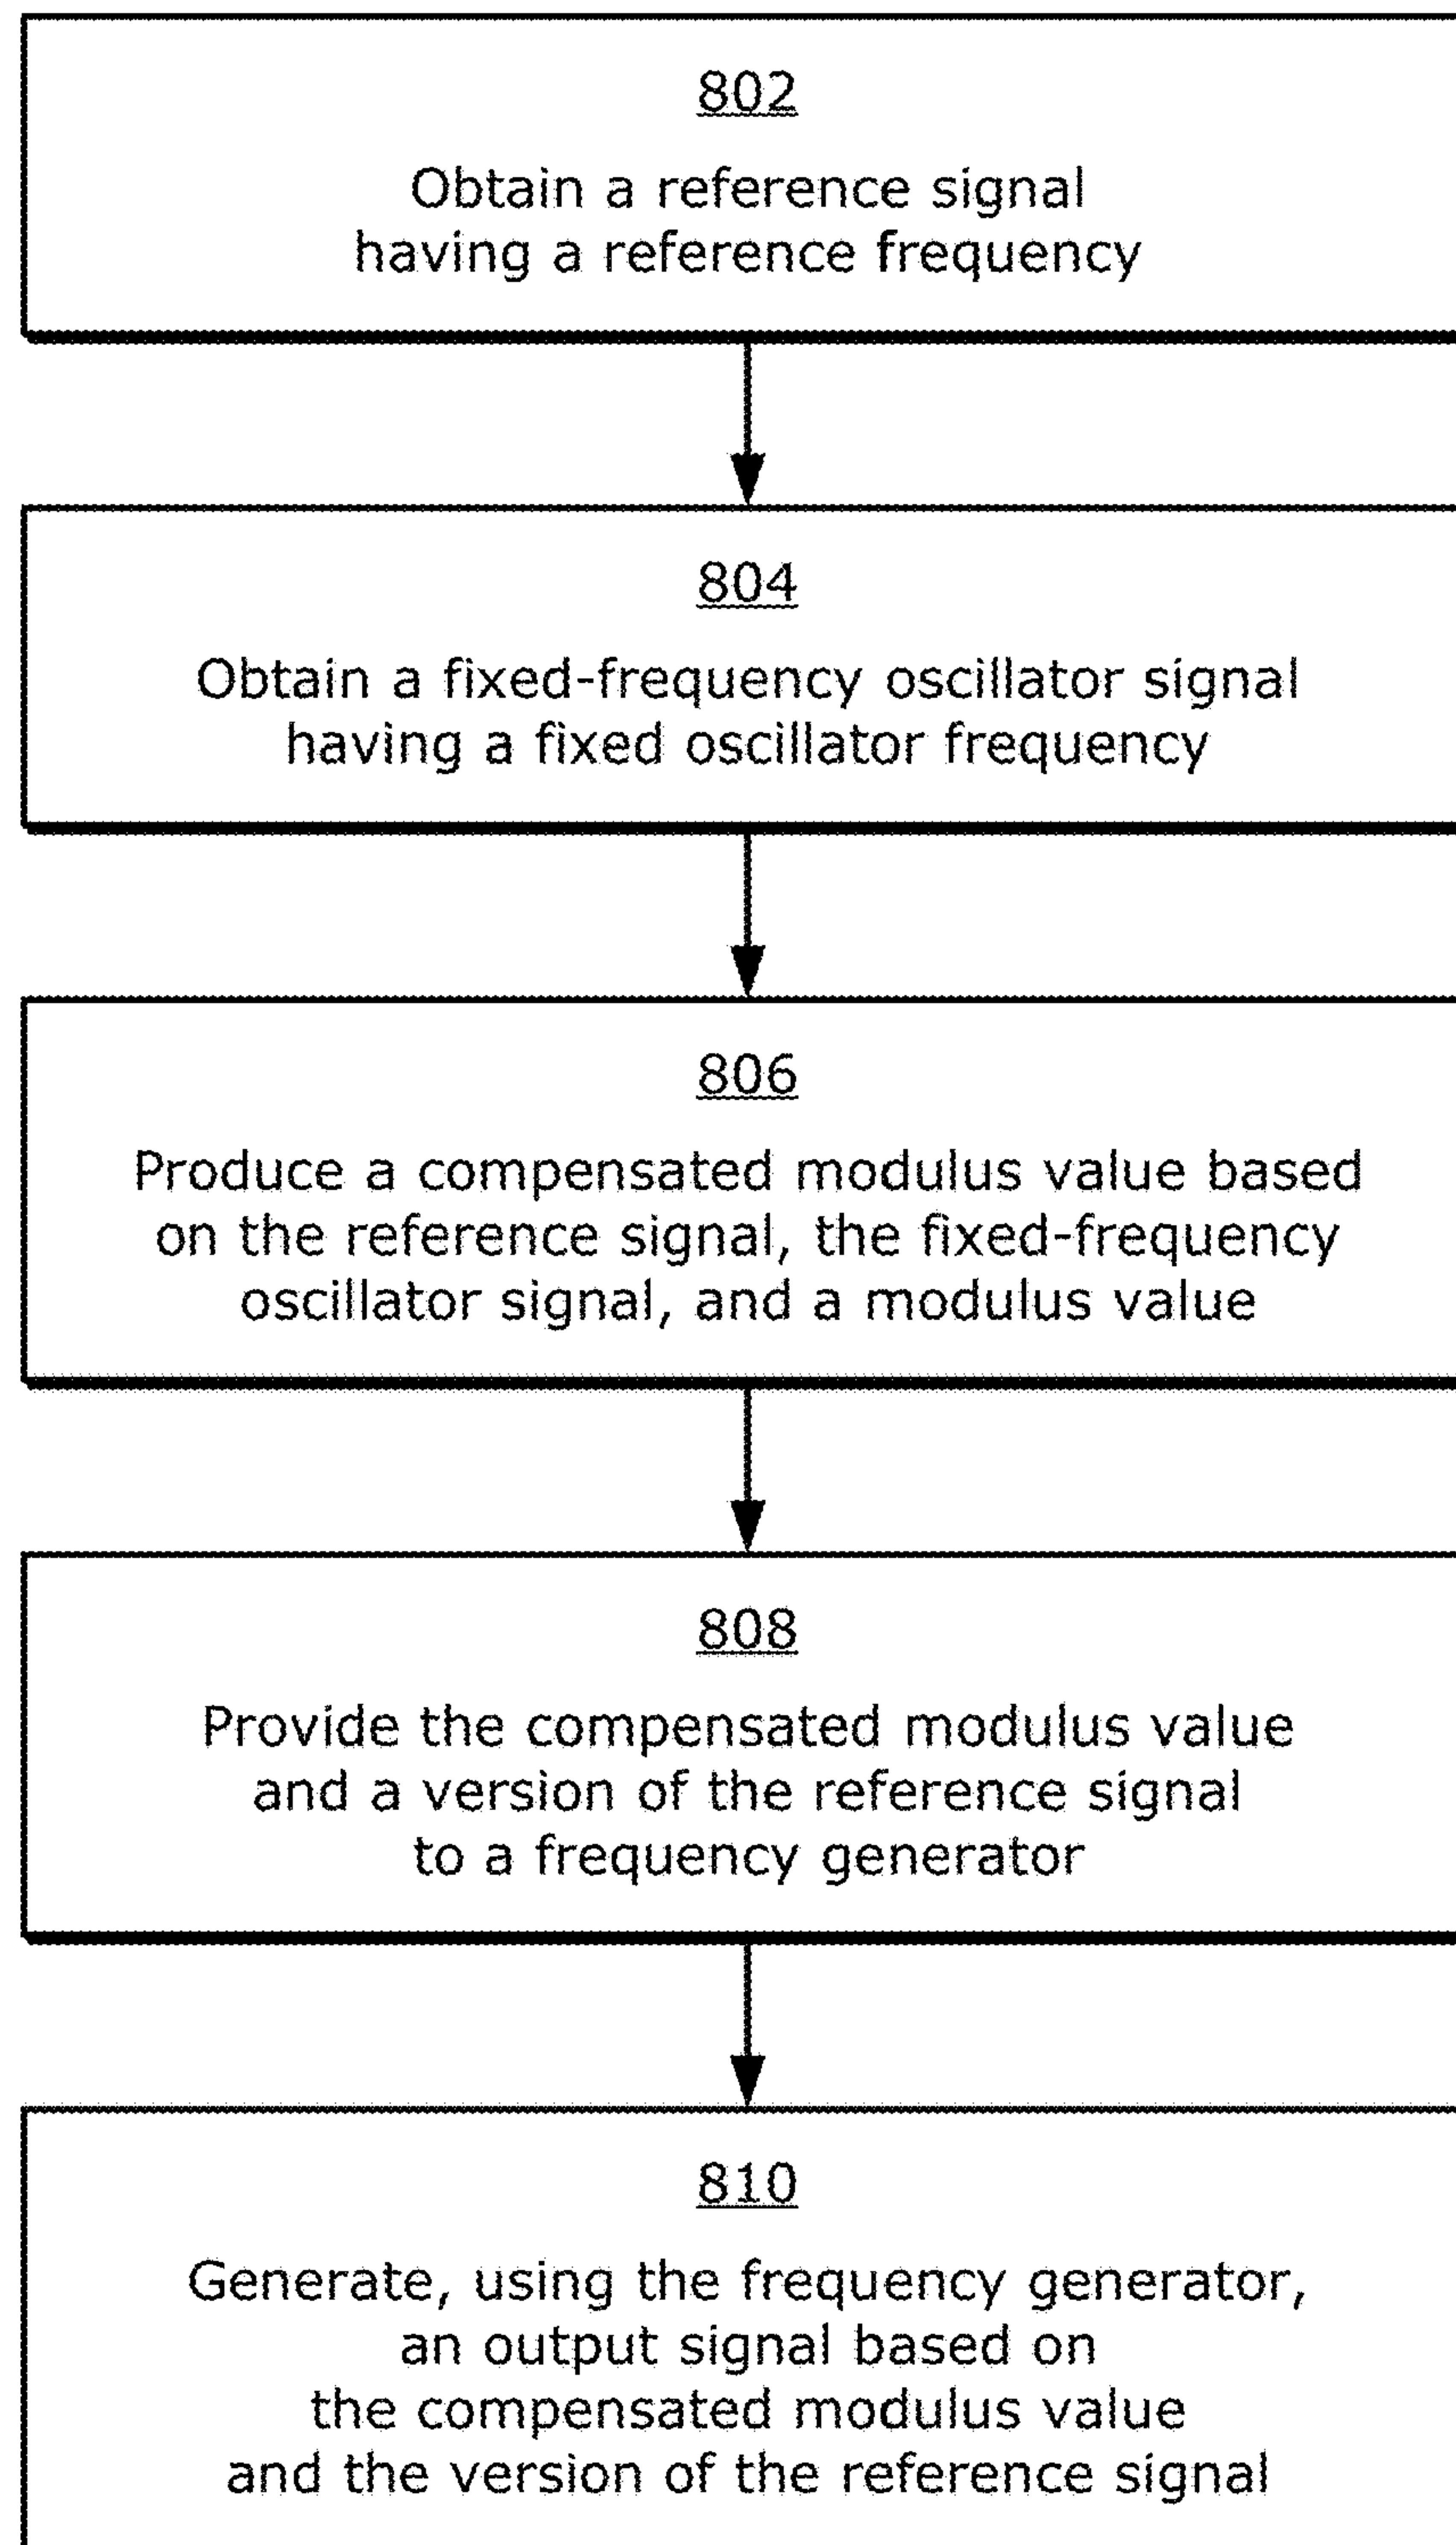 802
Obtain a reference signal
having a reference frequency
804
Obtain a fixed-frequency oscillator signal
having a fixed oscillator frequency
806
Produce a compensated modulus value based
on the reference signal, the fixed-frequency
oscillator signal, and a modulus value
808
Provide the compensated modulus value
and a version of the reference signal
to a frequency generator
810
Generate, using the frequency generator,
an output signal based on
the compensated modulus value
and the version of the reference signal